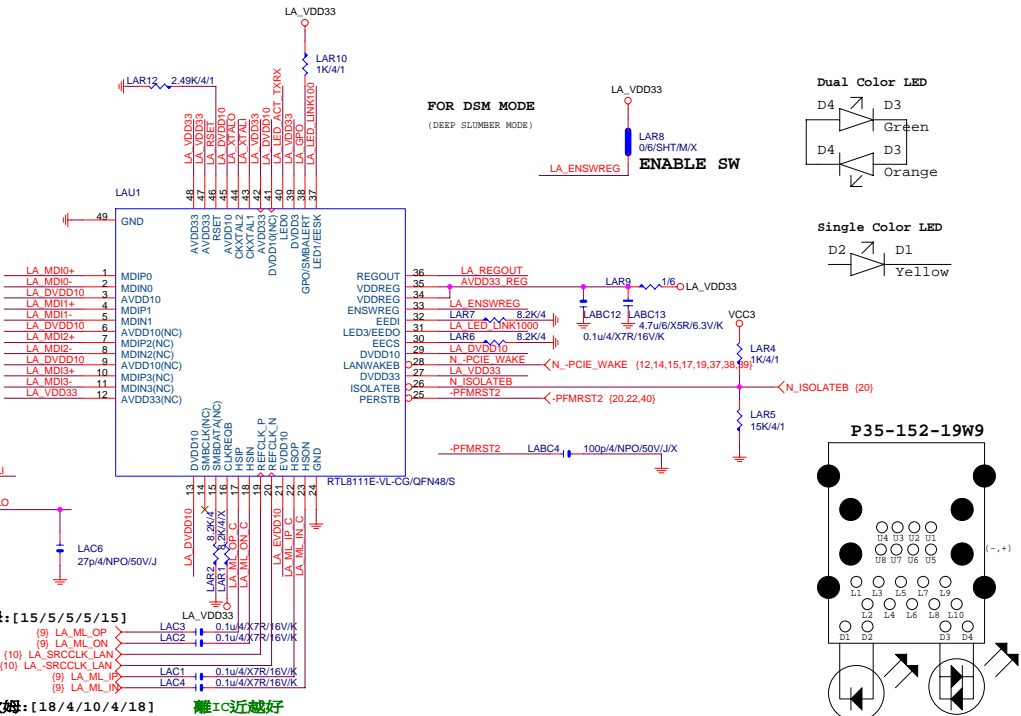 LA_VDD33
LAR10
1K/4/1
LAR12 2.49K/4/1
LA_VDD33
LA_VDD33
LA_RSET
LA_DVDD10
LA_XTALO
LA_XTALI
LA_VDD33
LA_DVDD10
LA_LED_ACT_TXRX
LA_VDD33
LA_GPO
LA_LED_LINK100
FOR DSM MODE
(DEEP SLUMBER MODE)
LA_VDD33
LAR8
0/6/SHT/M/X
LA_ENSWREG
ENABLE SW
Dual Color LED
D4 D3
Green
D4 D3
Orange
Single Color LED
D2 D1
Yellow
LAU1
48 47 46 45 44 43 42 41 40 39 38 37
AVDD33
AVDD33
RSET
AVDD10
CKXTAL2
CKXTAL1
AVDD33
DVDD10(NC)
LED0
DVDD3
GPO/SMBALERT
LED1/EESK
49 GND
LA_MDI0+ 1 MDIP0
LA_MDI0- 2 MDIN0
LA_DVDD10 3 AVDD10
LA_MDI1+ 4 MDIP1
LA_MDI1- 5 MDIN1
LA_DVDD10 6 AVDD10(NC)
LA_MDI2+ 7 MDIP2(NC)
LA_MDI2- 8 MDIN2(NC)
LA_DVDD10 9 AVDD10(NC)
LA_MDI3+ 10 MDIP3(NC)
LA_MDI3- 11 MDIN3(NC)
LA_VDD33 12 AVDD33(NC)
REGOUT 36 LA_REGOUT
VDDREG 35 AVDD33_REG
VDDREG 34
ENSWREG 33 LA_ENSWREG
EEDI 32 LAR7 8.2K/4
LED3/EEDO 31 LA_LED_LINK1000
EECS 30 LAR6 8.2K/4
DVDD10 29 LA_DVDD10
LANWAKEB 28 N_-PCIE_WAKE
DVDD33 27 LA_VDD33
ISOLATEB 26 N_ISOLATEB
PERSTB 25 -PFMRST2
LAR9 1/6 LA_VDD33
LABC12
0.1u/4/X7R/16V/K
LABC13
4.7u/6/X5R/6.3V/K
VCC3
LAR4
1K/4/1
N_-PCIE_WAKE {12,14,15,17,19,37,38,39}
N_ISOLATEB {20}
-PFMRST2 {20,22,40}
LAR5
15K/4/1
-PFMRST2 LABC4 100p/4/NPO/50V/J/X
DVDD10
SMBCLK(NC)
SMBDATA(NC)
CLKREQB
HSIP
HSIN
REFCLK_P
REFCLK_N
EVDD10
HSOP
HSON
GND
RTL8111E-VL-CG/QFN48/S
13 14 15 16 17 18 19 20 21 22 23 24
LA_DVDD10
8.2K/4
8.2K/4/X
LAR2
LAR1
LA_ML_OP_C
LA_ML_ON_C
LA_EVDD10
LA_ML_IP_C
LA_ML_IN_C
LO
LAC6
27p/4/NPO/50V/J
LA_VDD33
:[15/5/5/5/15]
{9} LA_ML_OP LAC3 0.1u/4/X7R/16V/K
{9} LA_ML_ON LAC2 0.1u/4/X7R/16V/K
{10} LA_SRCCLK_LAN
{10} LA_-SRCCLK_LAN
{9} LA_ML_IP LAC1 0.1u/4/X7R/16V/K
{9} LA_ML_IN LAC4 0.1u/4/X7R/16V/K
姆:[18/4/10/4/18]
離IC近越好
P35-152-19W9
U4 U3 U2 U1
U8 U7 U6 U5
(-,+)
L1 L3 L5 L7 L9
L2 L4 L6 L8 L10
D1 D2 D3 D4